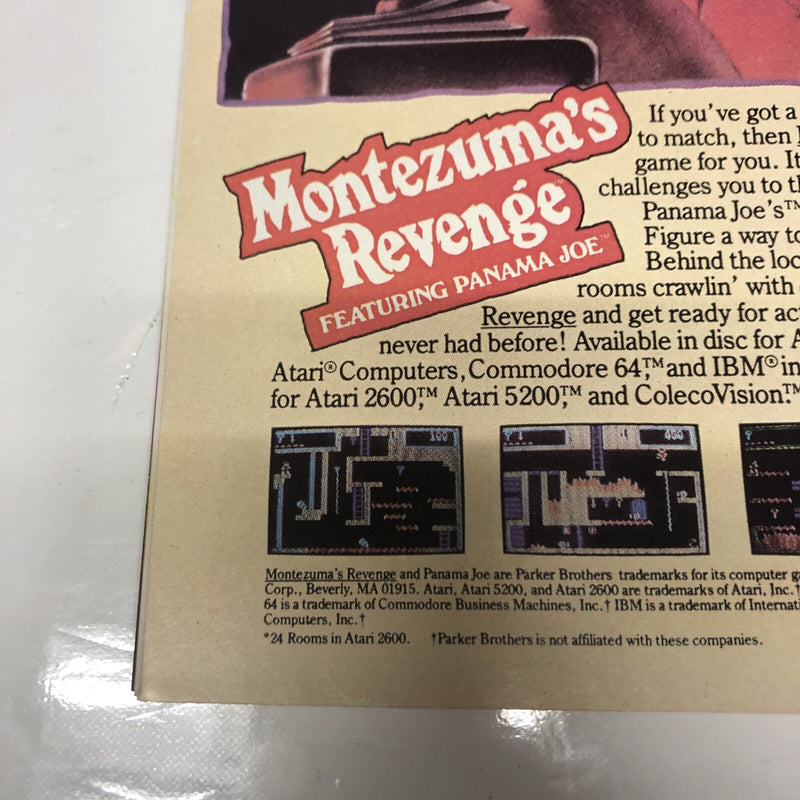 Montezuma's
Revenge
FEATURING PANAMA JOE™
If you've got a
to match, then
game for you. It
challenges you to th
Panama Joe's™
Figure a way to
Behind the loc
rooms crawlin' with
Revenge and get ready for ac
never had before! Available in disc for A
Atari® Computers, Commodore 64,™ and IBM® in
for Atari 2600,™ Atari 5200,™ and ColecoVision.™
100
Montezuma's Revenge and Panama Joe are Parker Brothers trademarks for its computer g
Corp., Beverly, MA 01915. Atari, Atari 5200, and Atari 2600 are trademarks of Atari, Inc.†
64 is a trademark of Commodore Business Machines, Inc.† IBM is a trademark of Internati
Computers, Inc.†
*24 Rooms in Atari 2600. †Parker Brothers is not affiliated with these companies.